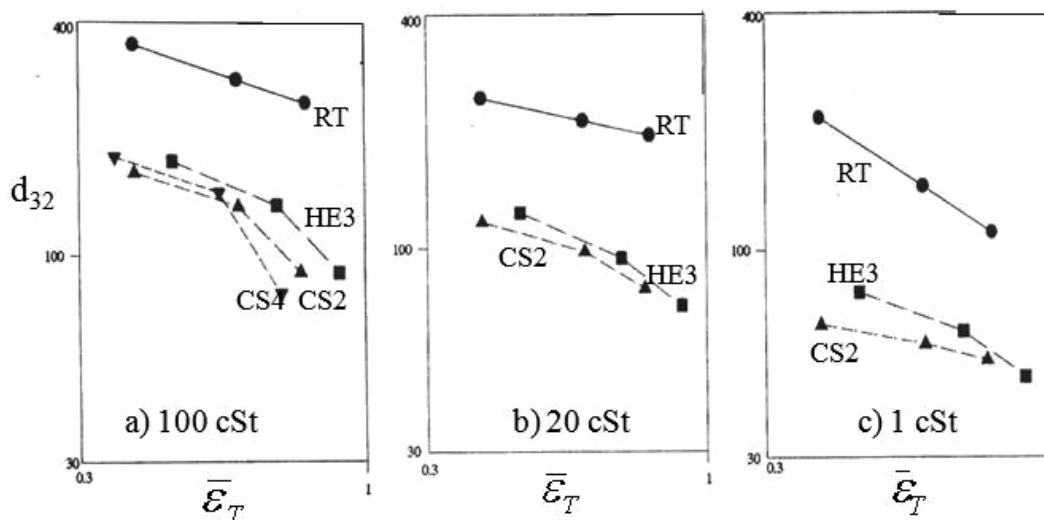 400
RT
d32
HE3
100
CS4 CS2
a) 100 cSt
30
0.3
1
ε̅T
400
RT
100
CS2
HE3
b) 20 cSt
30
0.3
1
ε̅T
400
RT
100
HE3
CS2
c) 1 cSt
30
0.3
ε̅T